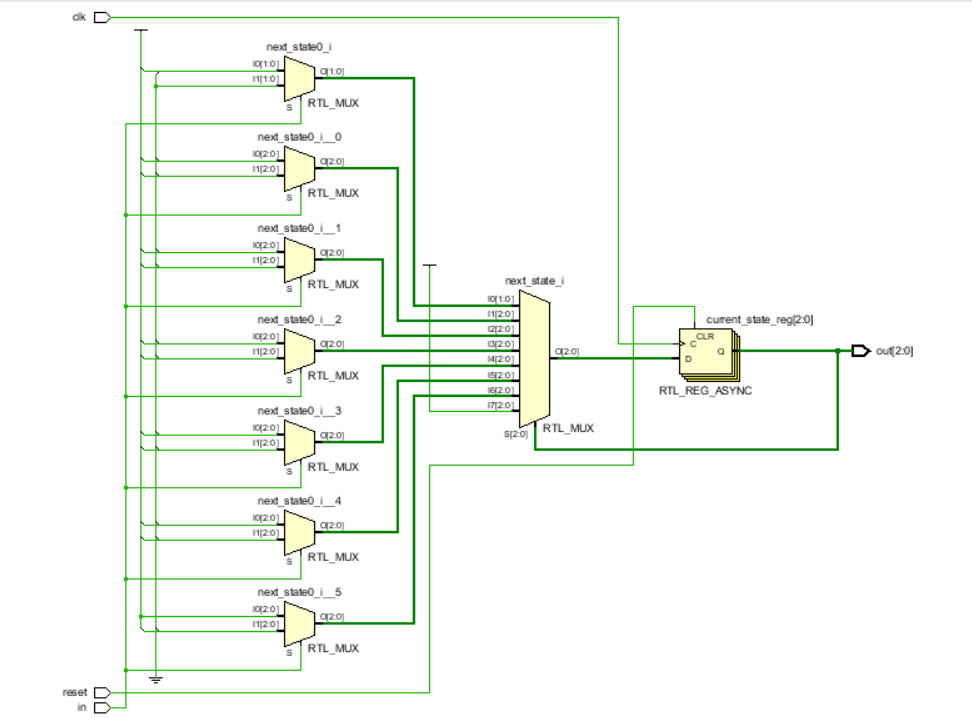 clk
next_state0_i
I0[1:0]
I1[1:0]
S
O[1:0]
RTL_MUX
next_state0_i__0
I0[2:0]
I1[2:0]
S
O[2:0]
RTL_MUX
next_state0_i__1
I0[2:0]
I1[2:0]
S
O[2:0]
RTL_MUX
next_state0_i__2
I0[2:0]
I1[2:0]
S
O[2:0]
RTL_MUX
next_state0_i__3
I0[2:0]
I1[2:0]
S
O[2:0]
RTL_MUX
next_state0_i__4
I0[2:0]
I1[2:0]
S
O[2:0]
RTL_MUX
next_state0_i__5
I0[2:0]
I1[2:0]
S
O[2:0]
RTL_MUX
reset
in
next_state_i
I0[1:0]
I1[2:0]
I2[2:0]
I3[2:0]
I4[2:0]
I5[2:0]
I6[2:0]
I7[2:0]
S[2:0]
O[2:0]
RTL_MUX
current_state_reg[2:0]
CLR
C
D
Q
RTL_REG_ASYNC
out[2:0]